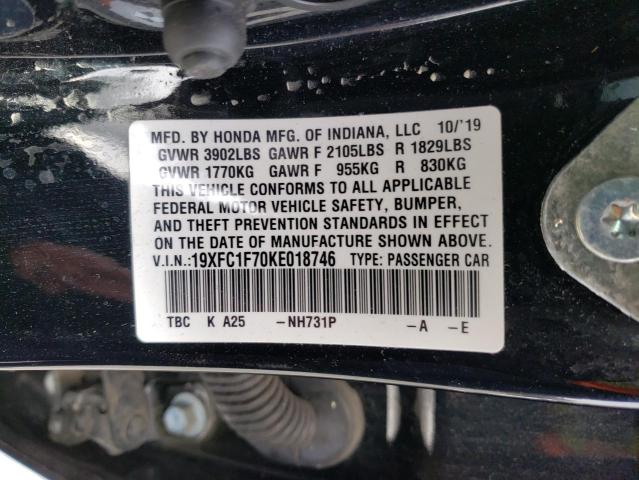 MFD. BY HONDA MFG. OF INDIANA, LLC 10/'19
GVWR 3902LBS GAWR F 2105LBS R 1829LBS
GVWR 1770KG GAWR F 955KG R 830KG
THIS VEHICLE CONFORMS TO ALL APPLICABLE
FEDERAL MOTOR VEHICLE SAFETY, BUMPER,
AND THEFT PREVENTION STANDARDS IN EFFECT
ON THE DATE OF MANUFACTURE SHOWN ABOVE.
V.I.N.:19XFC1F70KE018746 TYPE: PASSENGER CAR
TBC K A25 -NH731P -A -E